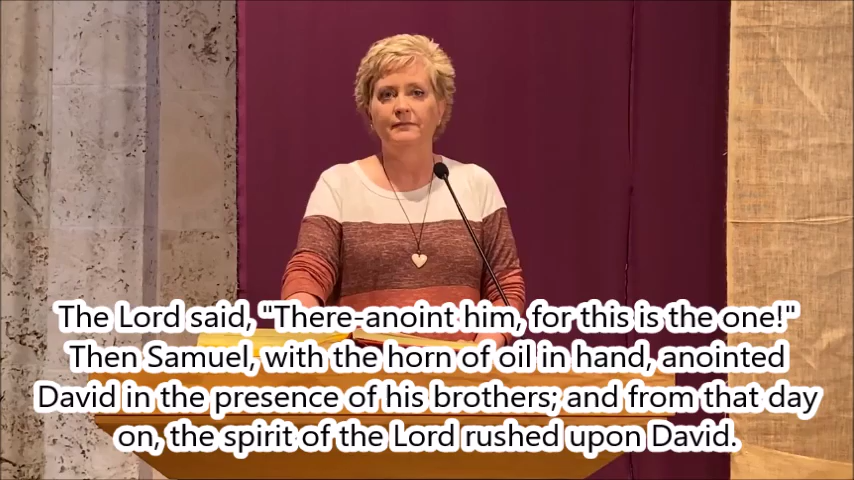 The Lord said, "There-anoint him, for this is the one!"
Then Samuel, with the horn of oil in hand, anointed
David in the presence of his brothers; and from that day
on, the spirit of the Lord rushed upon David.